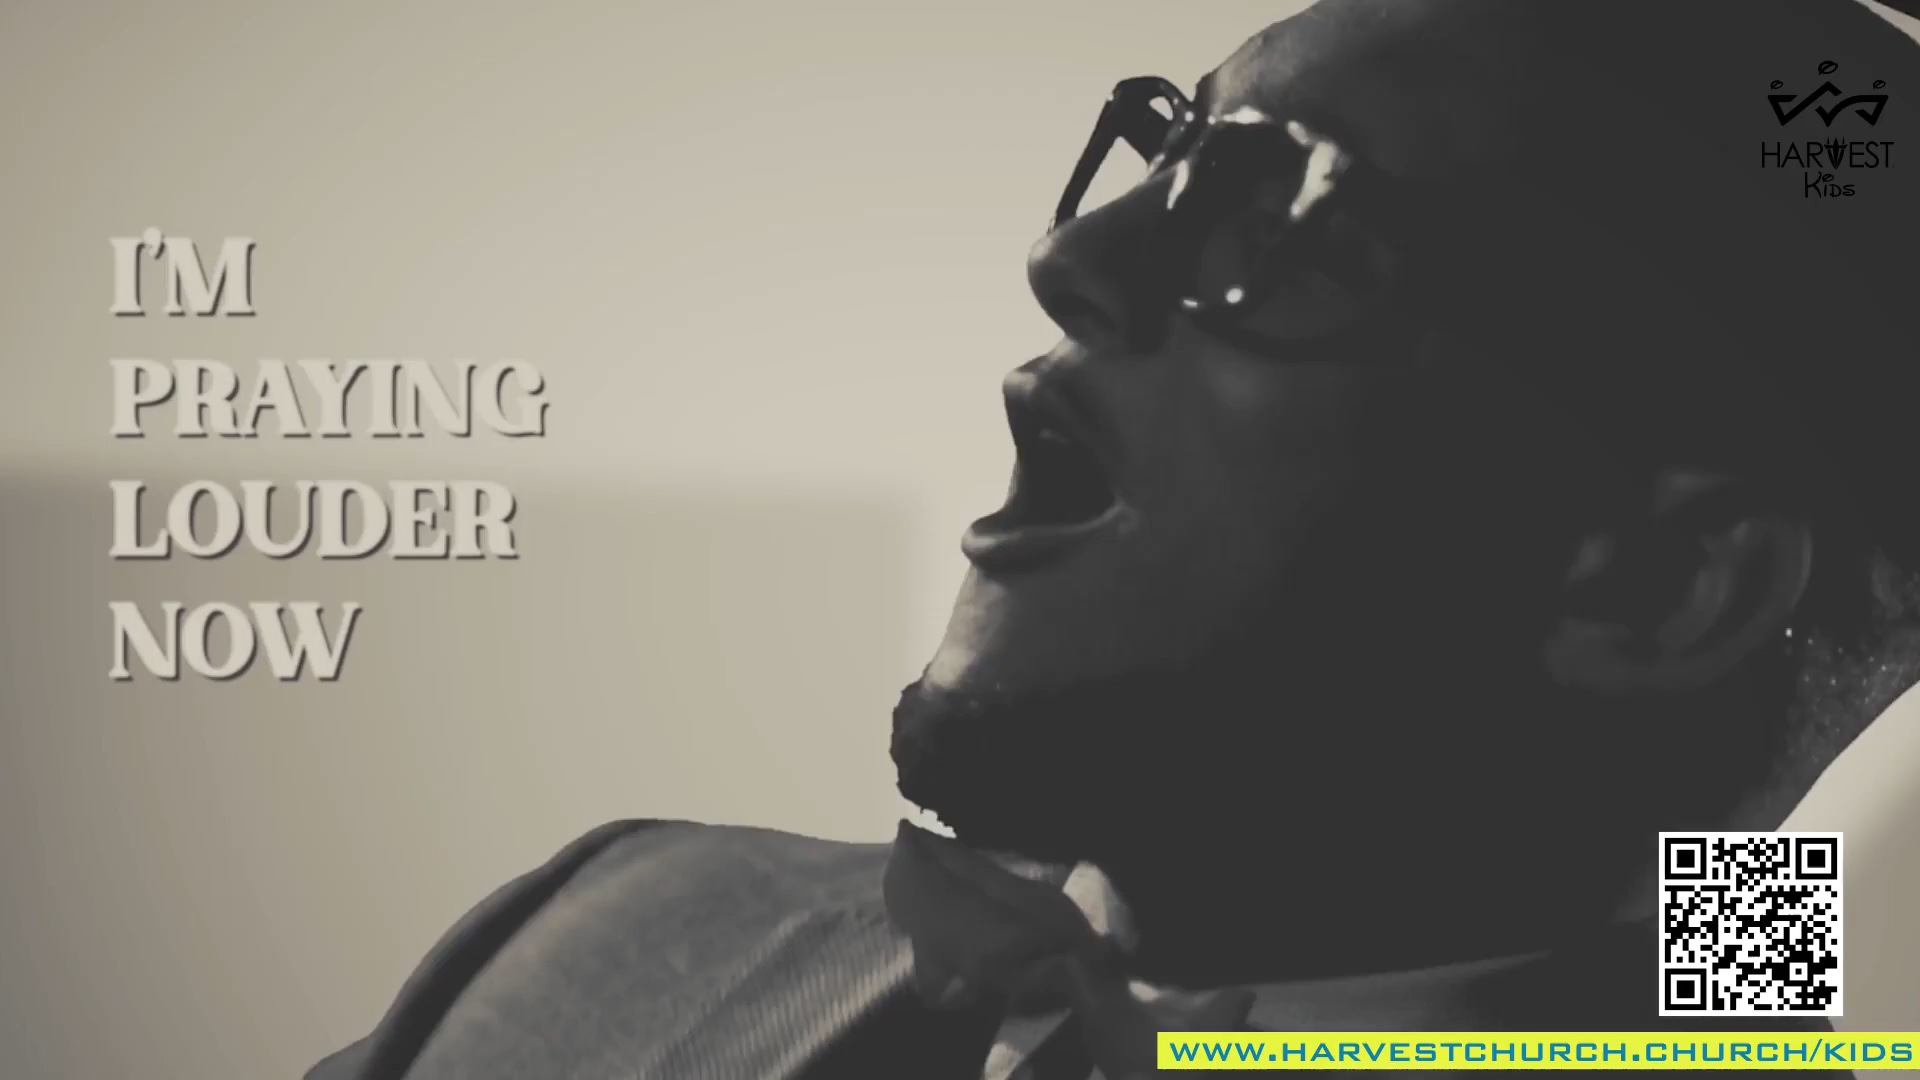 I'M
PRAYING
LOUDER
NOW
HARVEST
Kids
WWW.HARVESTCHURCH.CHURCH/KIDS